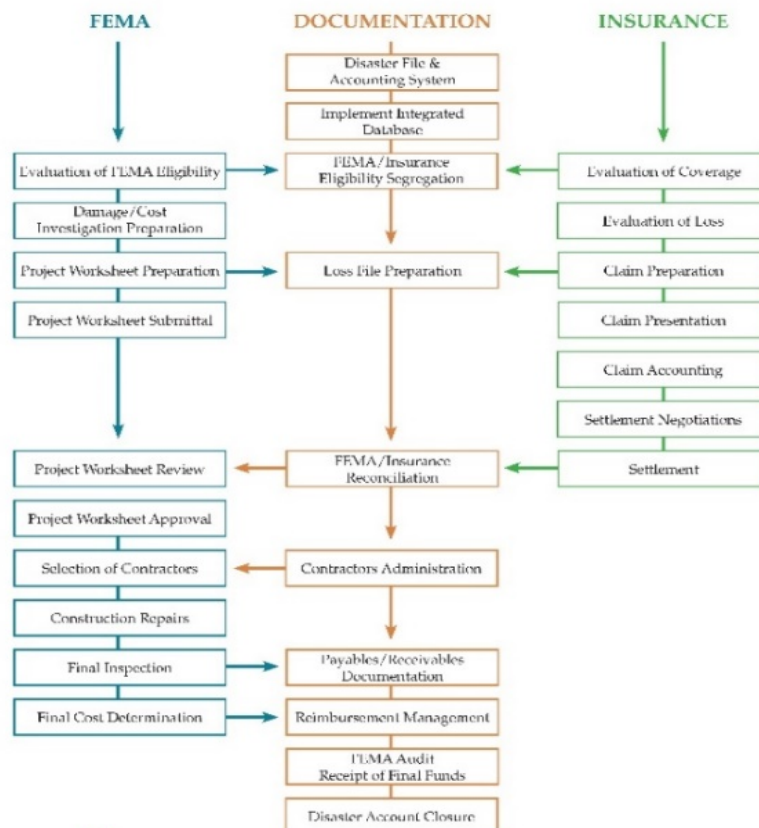 FEMA
DOCUMENTATION
INSURANCE
Disaster File &
Accounting System
Implement Integrated
Database
Evaluation of FEMA Eligibility
FEMA/Insurance
Eligibility Segregation
Evaluation of Coverage
Damage/Cost
Investigation Preparation
Evaluation of Loss
Project Worksheet Preparation
Loss File Preparation
Claim Preparation
Project Worksheet Submittal
Claim Presentation
Claim Accounting
Settlement Negotiations
Project Worksheet Review
FEMA/Insurance
Reconciliation
Settlement
Project Worksheet Approval
Selection of Contractors
Contractors Administration
Construction Repairs
Final Inspection
Payables/Receivables
Documentation
Final Cost Determination
Reimbursement Management
FEMA Audit
Receipt of Final Funds
Disaster Account Closure